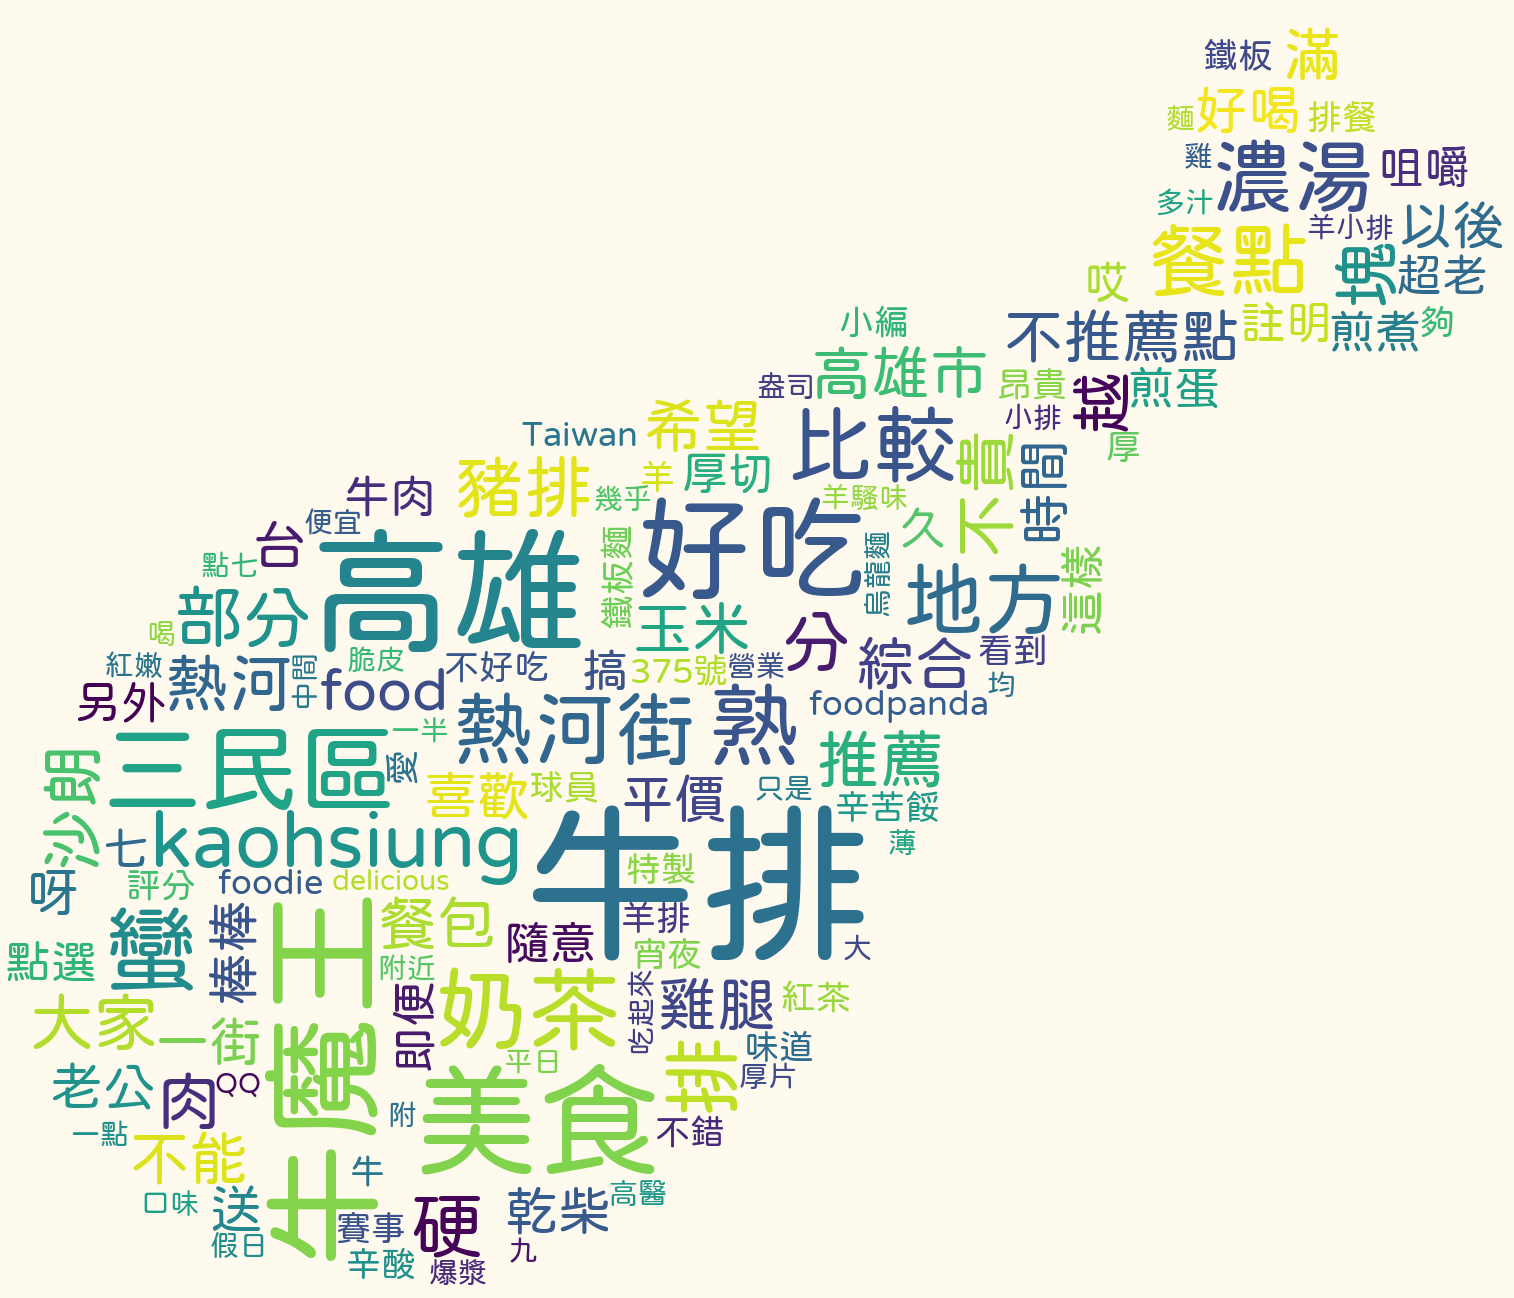 鐵板
滿
麵
好喝
排餐
雞
濃湯
咀嚼
多汁
羊小排
以後
餐點
塊
超老
哎
小編
不推薦點
註明
煎煮
夠
高雄市
盎司
昂貴
越
煎蛋
小排
Taiwan
希望
比較
厚
豬排
羊
厚切
不貴
時間
牛肉
幾乎
羊騷味
便宜
台
高雄
好吃
久
點七
鐵板麵
烏龍麵
地方
這樣
部分
玉米
分
喝
綜合
看到
紅嫩
熱河
中間
脆皮
food
不好吃
搞
375號
營業
均
另外
熱河街
熟
foodpanda
一半
三民區
愛
推薦
沙朗
喜歡
球員
平價
只是
辛苦餒
七
kaohsiung
牛排
薄
呀
評分
foodie
delicious
特製
點選
蠻
棒棒
牛魔王
餐包
隨意
羊排
宵夜
大
附近
大家
一街
即便
奶茶
吃起來
雞腿
紅茶
老公
肉
QQ
平日
排
味道
厚片
一點
不能
附
美食
不錯
口味
送
牛
假日
賽事
硬
乾柴
高醫
辛酸
爆漿
九